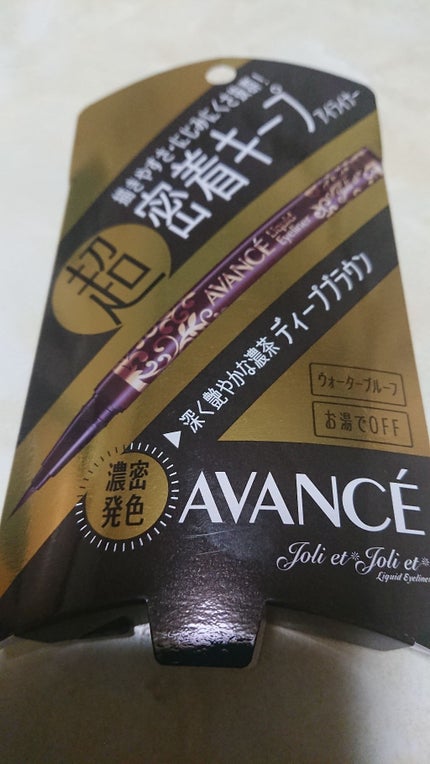 描きやすさ・にじみにくさ抜群!
超
密着キープ
アイライナー
AVANCÉ
Liquid
Eyeliner
深く艶やかな濃茶 ディープブラウン
ウォータープルーフ
お湯でOFF
濃密
発色
AVANCÉ
Joli et Joli et
Liquid Eyeliner